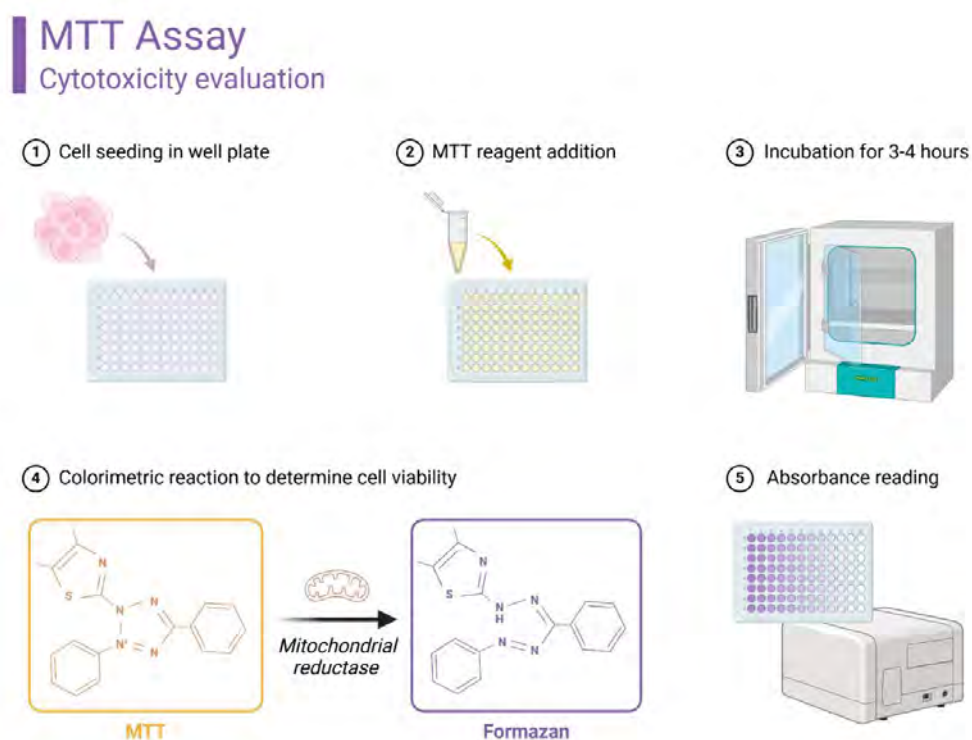 MTT Assay
Cytotoxicity evaluation
1 Cell seeding in well plate
2 MTT reagent addition
3 Incubation for 3-4 hours
4 Colorimetric reaction to determine cell viability
5 Absorbance reading
N
S
N
N
N⁺
N
Mitochondrial
reductase
N
S
N
H
N
N
N
MTT
Formazan